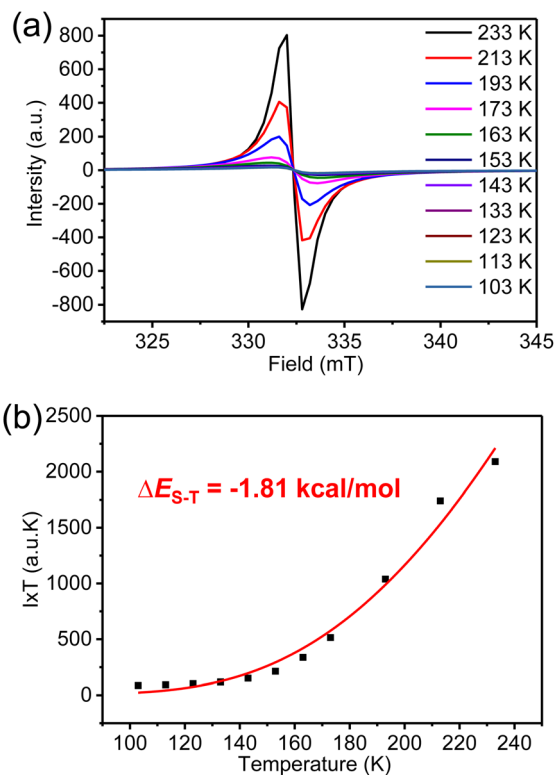 (a)
800
600
400
200
0
-200
-400
-600
-800
Intersity (a.u.)
233 K
213 K
193 K
173 K
163 K
153 K
143 K
133 K
123 K
113 K
103 K
325 330 335 340 345
Field (mT)
(b)
2500
2000
1500
1000
500
0
IxT (a.u.K)
ΔE S-T = -1.81 kcal/mol
100 120 140 160 180 200 220 240
Temperature (K)